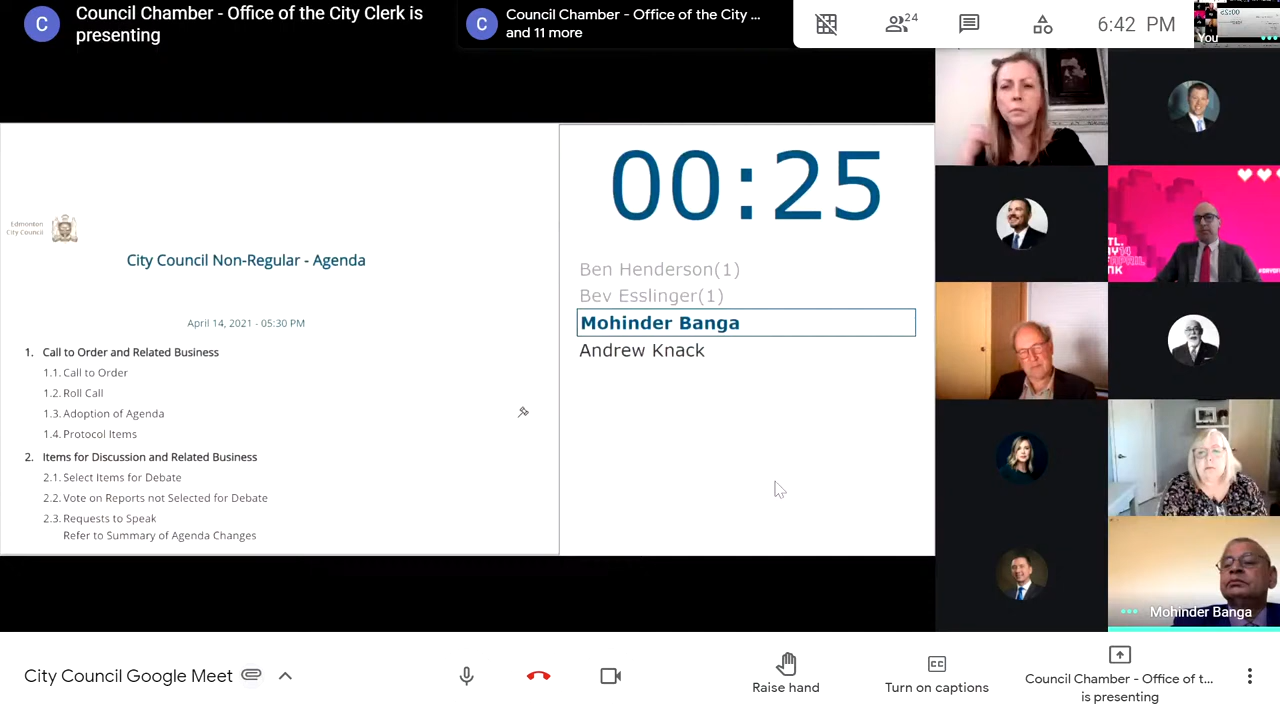 Council Chamber - Office of the City Clerk is
presenting
C
Council Chamber - Office of the City ...
and 11 more
C
24
6:42 PM
You
Edmonton
City Council
City Council Non-Regular - Agenda
April 14, 2021 - 05:30 PM
1. Call to Order and Related Business
1.1. Call to Order
1.2. Roll Call
1.3. Adoption of Agenda
1.4. Protocol Items
2. Items for Discussion and Related Business
2.1. Select Items for Debate
2.2. Vote on Reports not Selected for Debate
2.3. Requests to Speak
Refer to Summary of Agenda Changes
00:25
Ben Henderson(1)
Bev Esslinger(1)
Mohinder Banga
Andrew Knack
Mohinder Banga
City Council Google Meet
Raise hand
Turn on captions
Council Chamber - Office of t...
is presenting